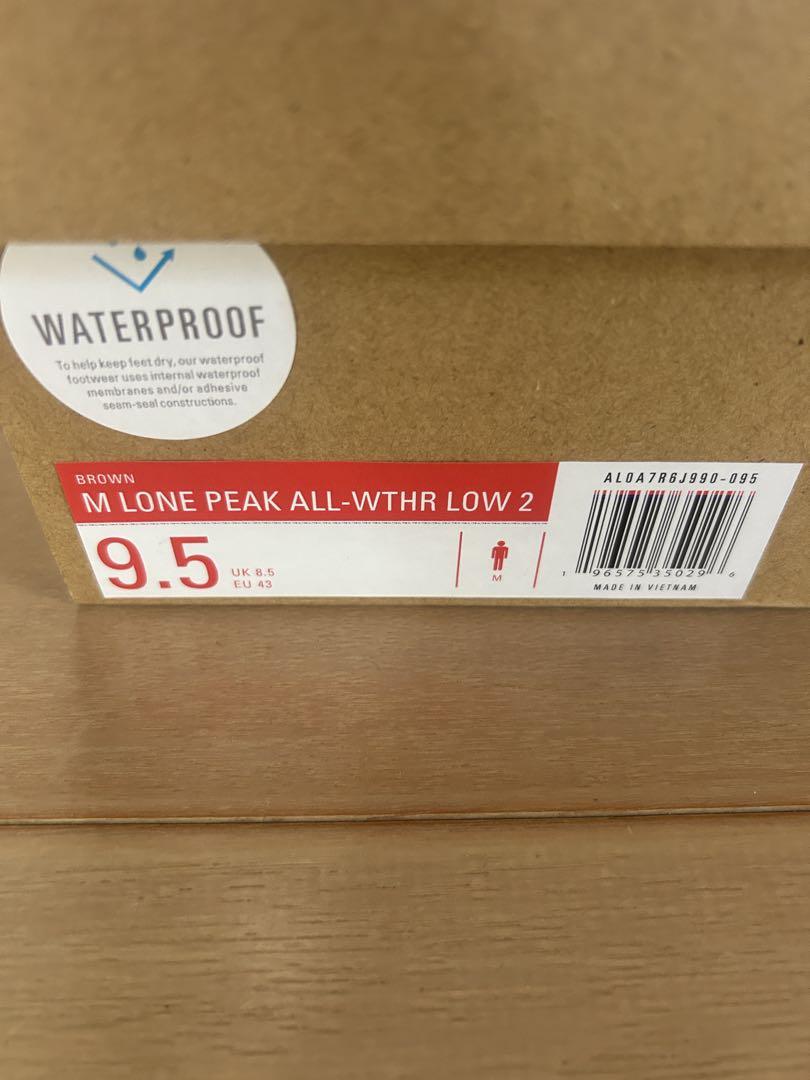 WATERPROOF
To help keep feet dry, our waterproof
footwear uses internal waterproof
membranes and/or adhesive
seam-seal constructions.
BROWN
M LONE PEAK ALL-WTHR LOW 2
9.5
UK 8.5
EU 43
M
AL0A7R6J990-095
1 96575 35029 6
MADE IN VIETNAM